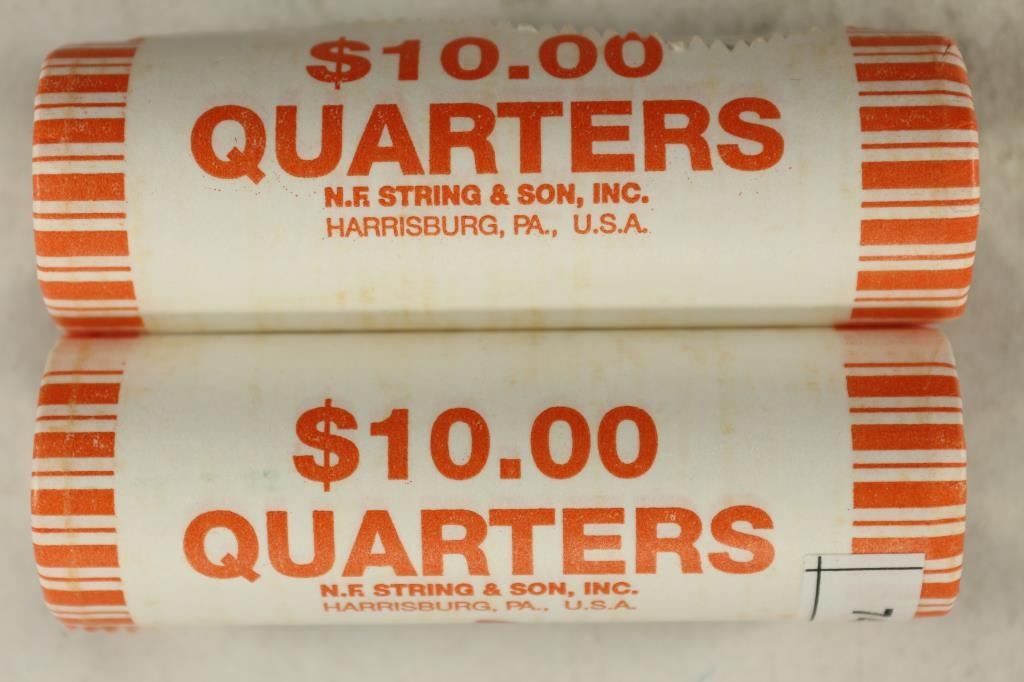 $10.00
QUARTERS
N.F. STRING & SON, INC.
HARRISBURG, PA., U.S.A.
$10.00
QUARTERS
N.F. STRING & SON, INC.
HARRISBURG, PA., U.S.A.